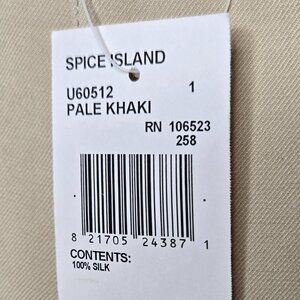 SPICE ISLAND
U60512 1
PALE KHAKI
RN 106523
258
8 21705 24387 1
CONTENTS:
100% SILK